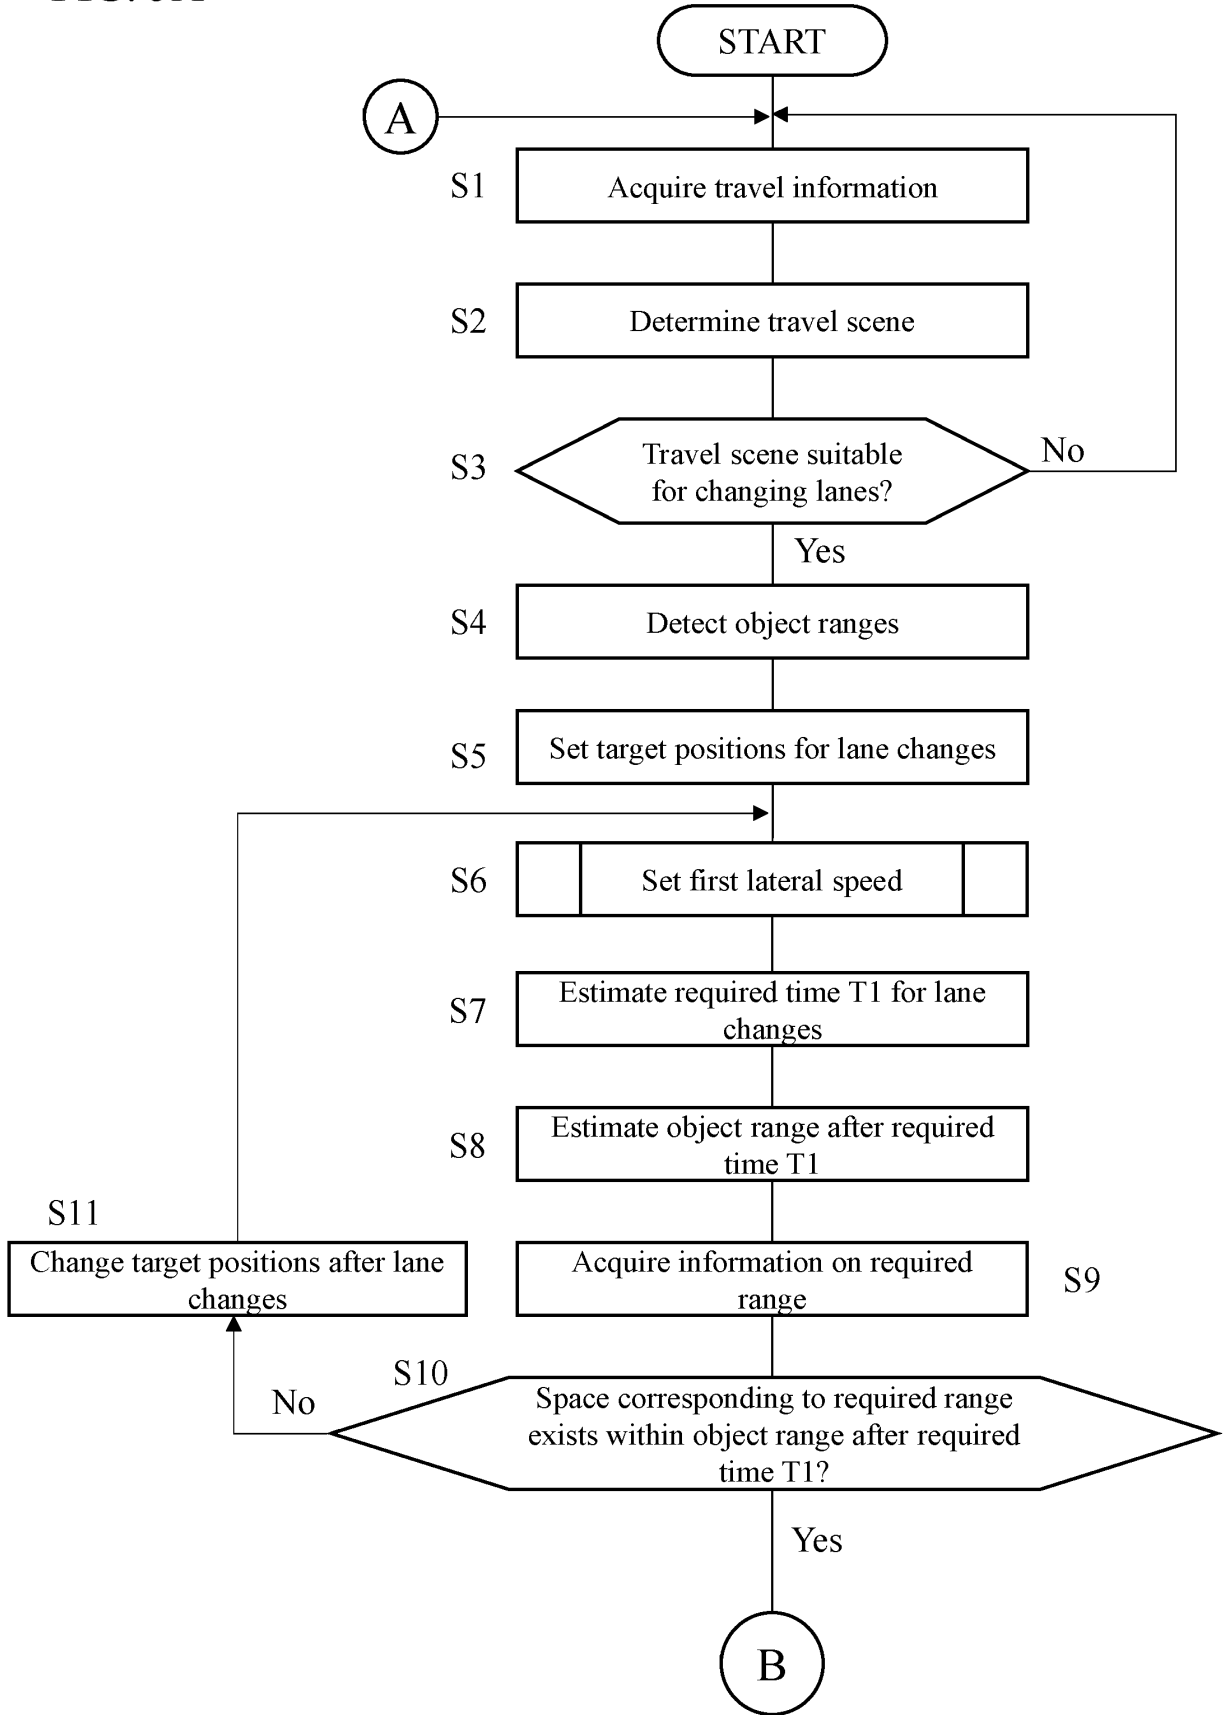 START
A
S1
Acquire travel information
S2
Determine travel scene
S3
Travel scene suitable
for changing lanes?
No
Yes
S4
Detect object ranges
S5
Set target positions for lane changes
S6
Set first lateral speed
S7
Estimate required time T1 for lane
changes
S8
Estimate object range after required
time T1
S11
Change target positions after lane
changes
Acquire information on required
range
S9
S10
No
Space corresponding to required range
exists within object range after required
time T1?
Yes
B